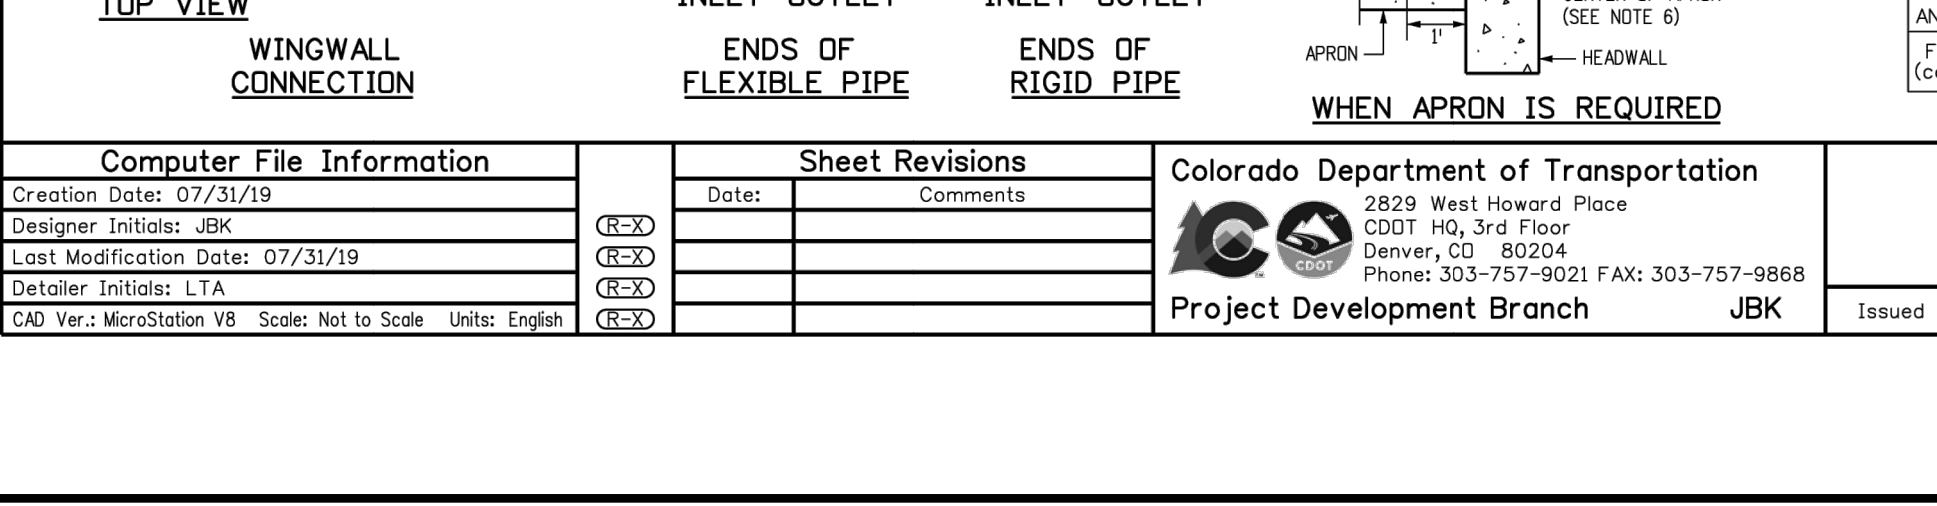 TOP VIEW
WINGWALL
CONNECTION
INLET OUTLET
ENDS OF
FLEXIBLE PIPE
INLET OUTLET
ENDS OF
RIGID PIPE
(SEE NOTE 6)
1'
APRON
HEADWALL
WHEN APRON IS REQUIRED
Computer File Information
Creation Date: 07/31/19
Designer Initials: JBK
Last Modification Date: 07/31/19
Detailer Initials: LTA
CAD Ver.: MicroStation V8 Scale: Not to Scale Units: English
R-X
R-X
R-X
R-X
Sheet Revisions
Date: Comments
Colorado Department of Transportation
CDOT
2829 West Howard Place
CDOT HQ, 3rd Floor
Denver, CO 80204
Phone: 303-757-9021 FAX: 303-757-9868
Project Development Branch JBK
Issued